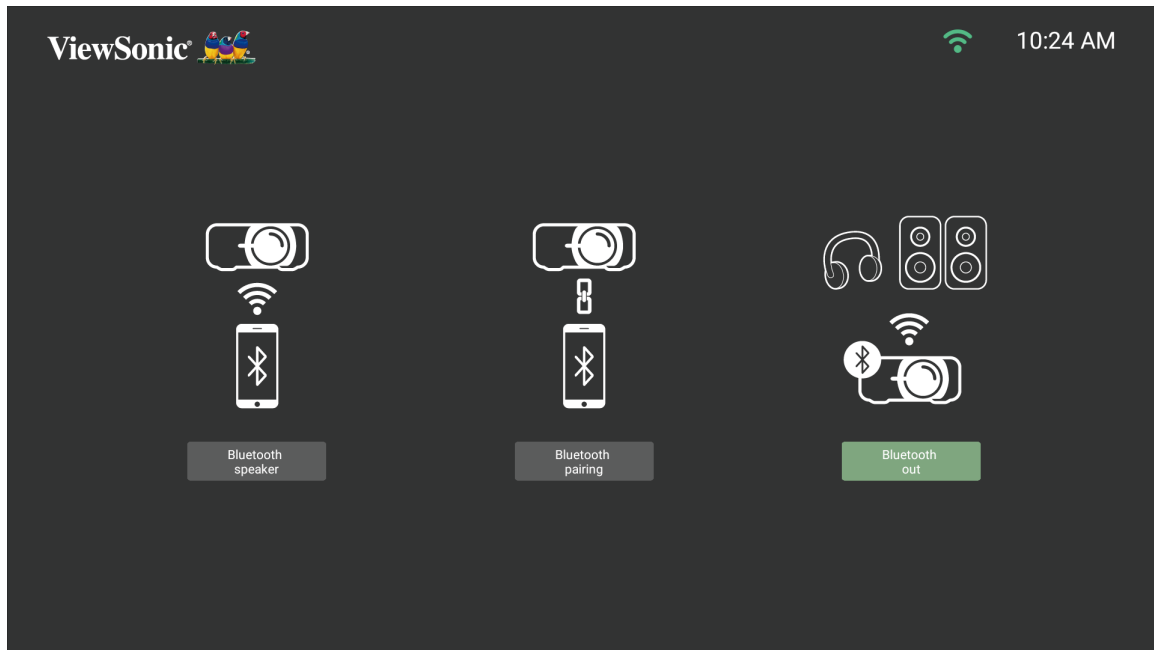 ViewSonic®
10:24 AM
Bluetooth
speaker
Bluetooth
pairing
Bluetooth
out